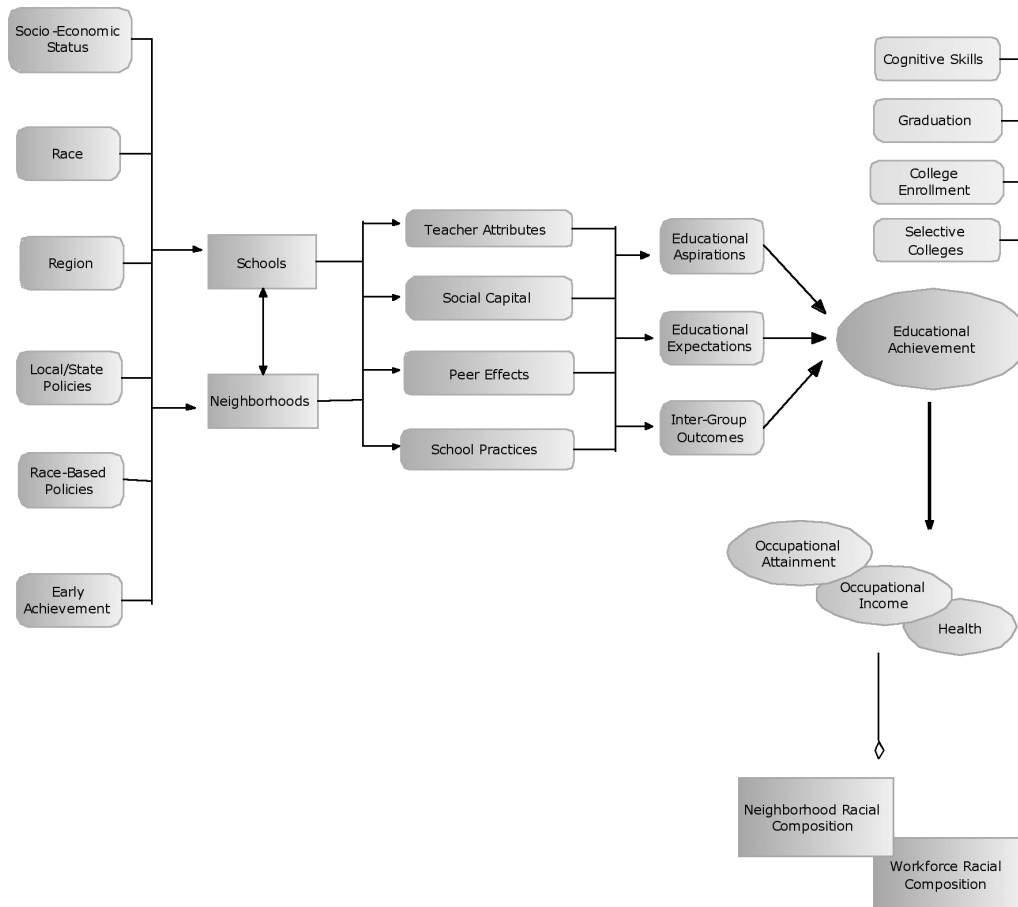 Socio-Economic
Status
Race
Region
Local/State
Policies
Race-Based
Policies
Early
Achievement
Schools
Neighborhoods
Teacher Attributes
Social Capital
Peer Effects
School Practices
Educational
Aspirations
Educational
Expectations
Inter-Group
Outcomes
Cognitive Skills
Graduation
College
Enrollment
Selective
Colleges
Educational
Achievement
Occupational
Attainment
Occupational
Income
Health
Neighborhood Racial
Composition
Workforce Racial
Composition